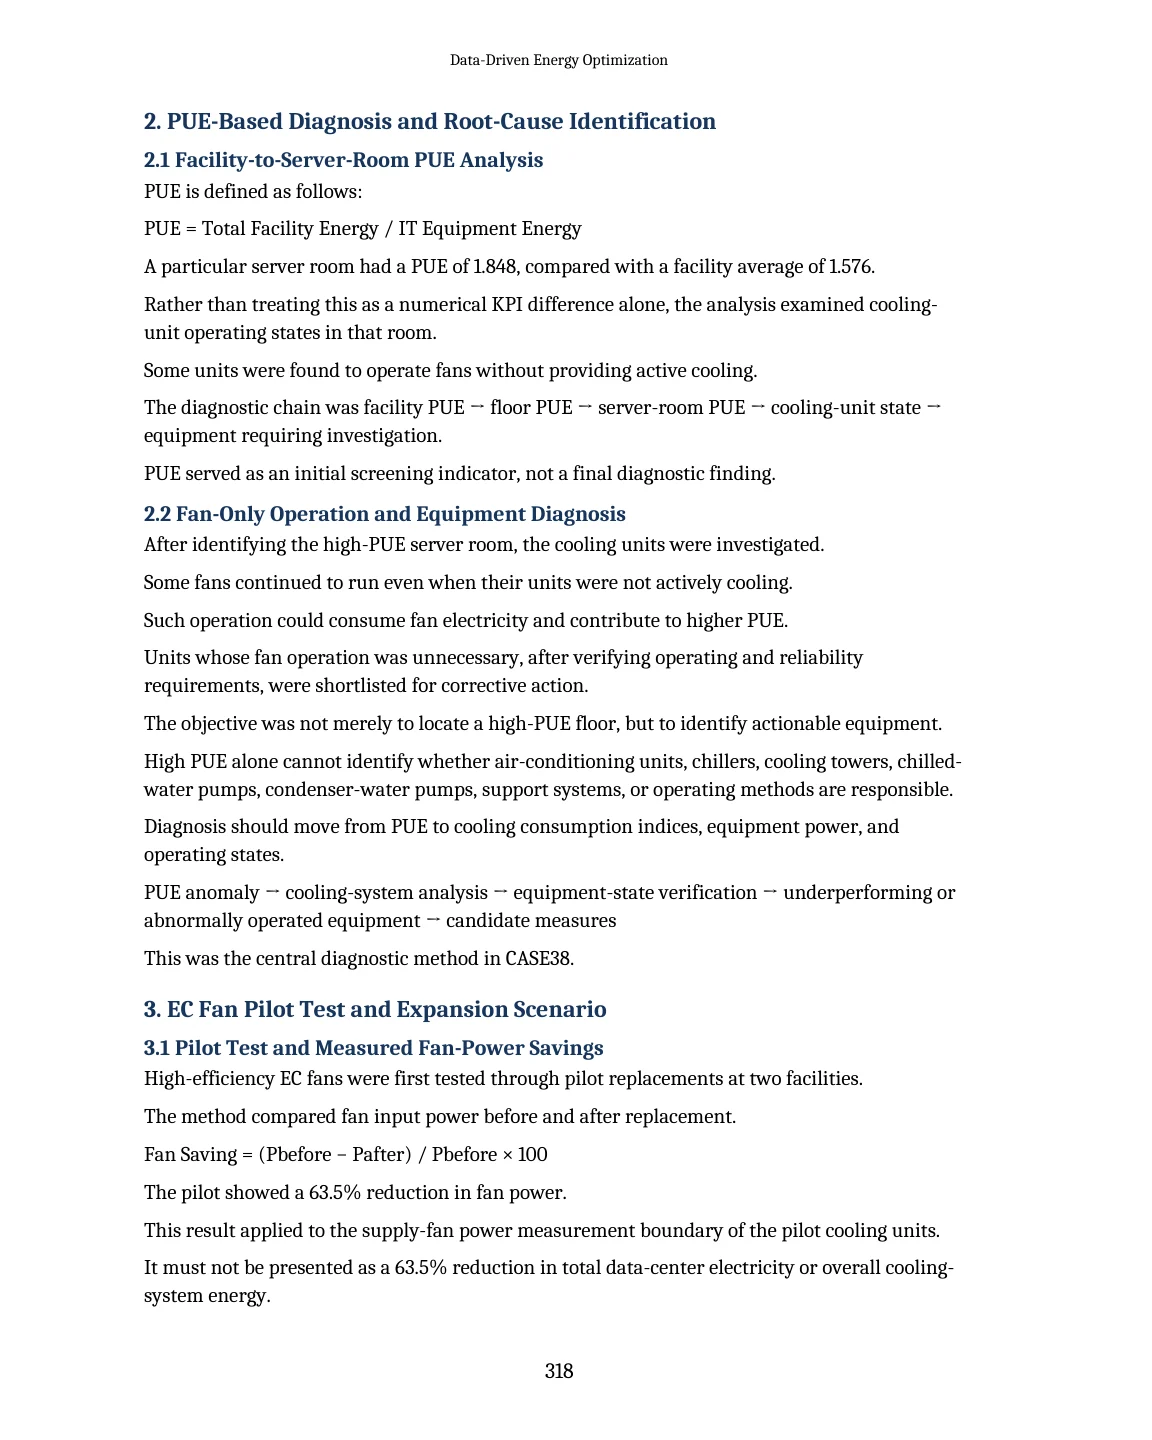 Data-Driven Energy Optimization
2. PUE-Based Diagnosis and Root-Cause Identification
2.1 Facility-to-Server-Room PUE Analysis
PUE is defined as follows:
PUE = Total Facility Energy / IT Equipment Energy
A particular server room had a PUE of 1.848, compared with a facility average of 1.576.
Rather than treating this as a numerical KPI difference alone, the analysis examined cooling-
unit operating states in that room.
Some units were found to operate fans without providing active cooling.
The diagnostic chain was facility PUE → floor PUE → server-room PUE → cooling-unit state →
equipment requiring investigation.
PUE served as an initial screening indicator, not a final diagnostic finding.
2.2 Fan-Only Operation and Equipment Diagnosis
After identifying the high-PUE server room, the cooling units were investigated.
Some fans continued to run even when their units were not actively cooling.
Such operation could consume fan electricity and contribute to higher PUE.
Units whose fan operation was unnecessary, after verifying operating and reliability
requirements, were shortlisted for corrective action.
The objective was not merely to locate a high-PUE floor, but to identify actionable equipment.
High PUE alone cannot identify whether air-conditioning units, chillers, cooling towers, chilled-
water pumps, condenser-water pumps, support systems, or operating methods are responsible.
Diagnosis should move from PUE to cooling consumption indices, equipment power, and
operating states.
PUE anomaly → cooling-system analysis → equipment-state verification → underperforming or
abnormally operated equipment → candidate measures
This was the central diagnostic method in CASE38.
3. EC Fan Pilot Test and Expansion Scenario
3.1 Pilot Test and Measured Fan-Power Savings
High-efficiency EC fans were first tested through pilot replacements at two facilities.
The method compared fan input power before and after replacement.
Fan Saving = (Pbefore − Pafter) / Pbefore × 100
The pilot showed a 63.5% reduction in fan power.
This result applied to the supply-fan power measurement boundary of the pilot cooling units.
It must not be presented as a 63.5% reduction in total data-center electricity or overall cooling-
system energy.
318